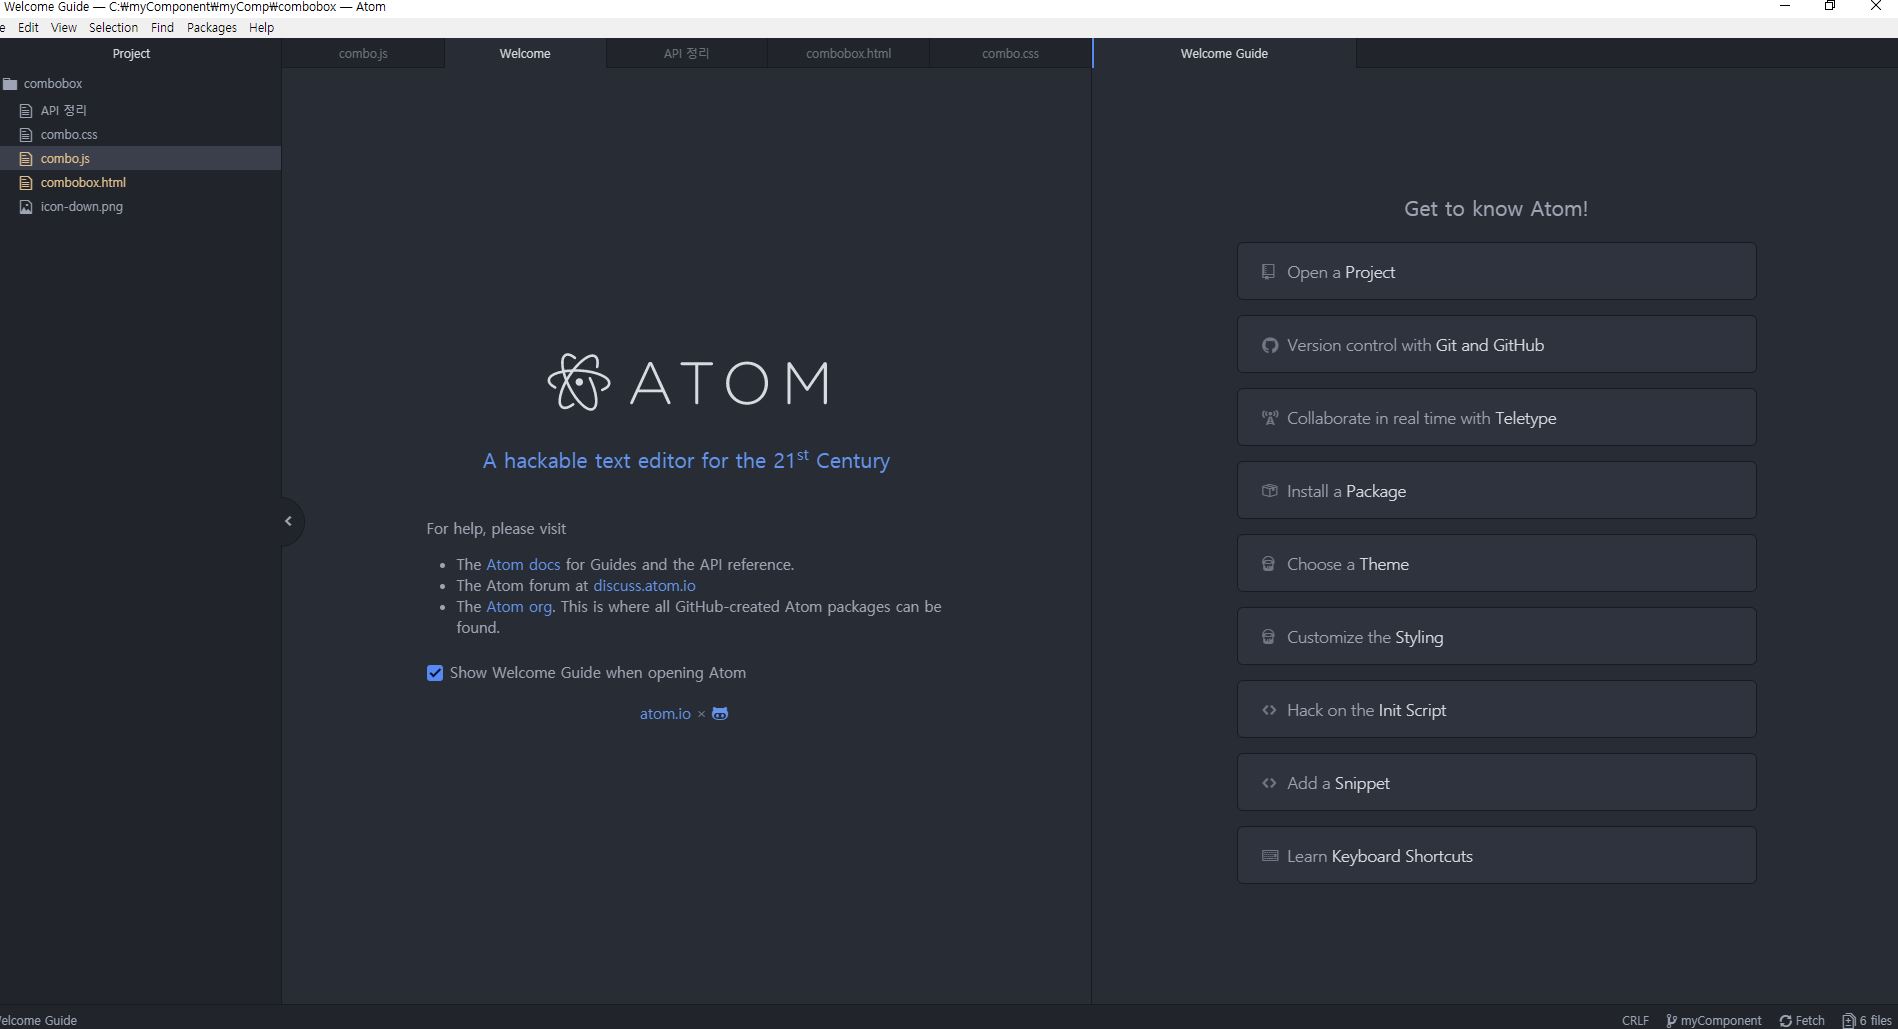 Welcome Guide — C:₩myComponent₩myComp₩combobox — Atom
e Edit View Selection Find Packages Help
Project
combo.js
Welcome
API 정리
combobox.html
combo.css
Welcome Guide
combobox
API 정리
combo.css
combo.js
combobox.html
icon-down.png
ATOM
A hackable text editor for the 21st Century
For help, please visit
• The Atom docs for Guides and the API reference.
• The Atom forum at discuss.atom.io
• The Atom org. This is where all GitHub-created Atom packages can be
found.
Show Welcome Guide when opening Atom
atom.io ×
Get to know Atom!
Open a Project
Version control with Git and GitHub
Collaborate in real time with Teletype
Install a Package
Choose a Theme
Customize the Styling
Hack on the Init Script
Add a Snippet
Learn Keyboard Shortcuts
elcome Guide
CRLF
myComponent
Fetch
6 files